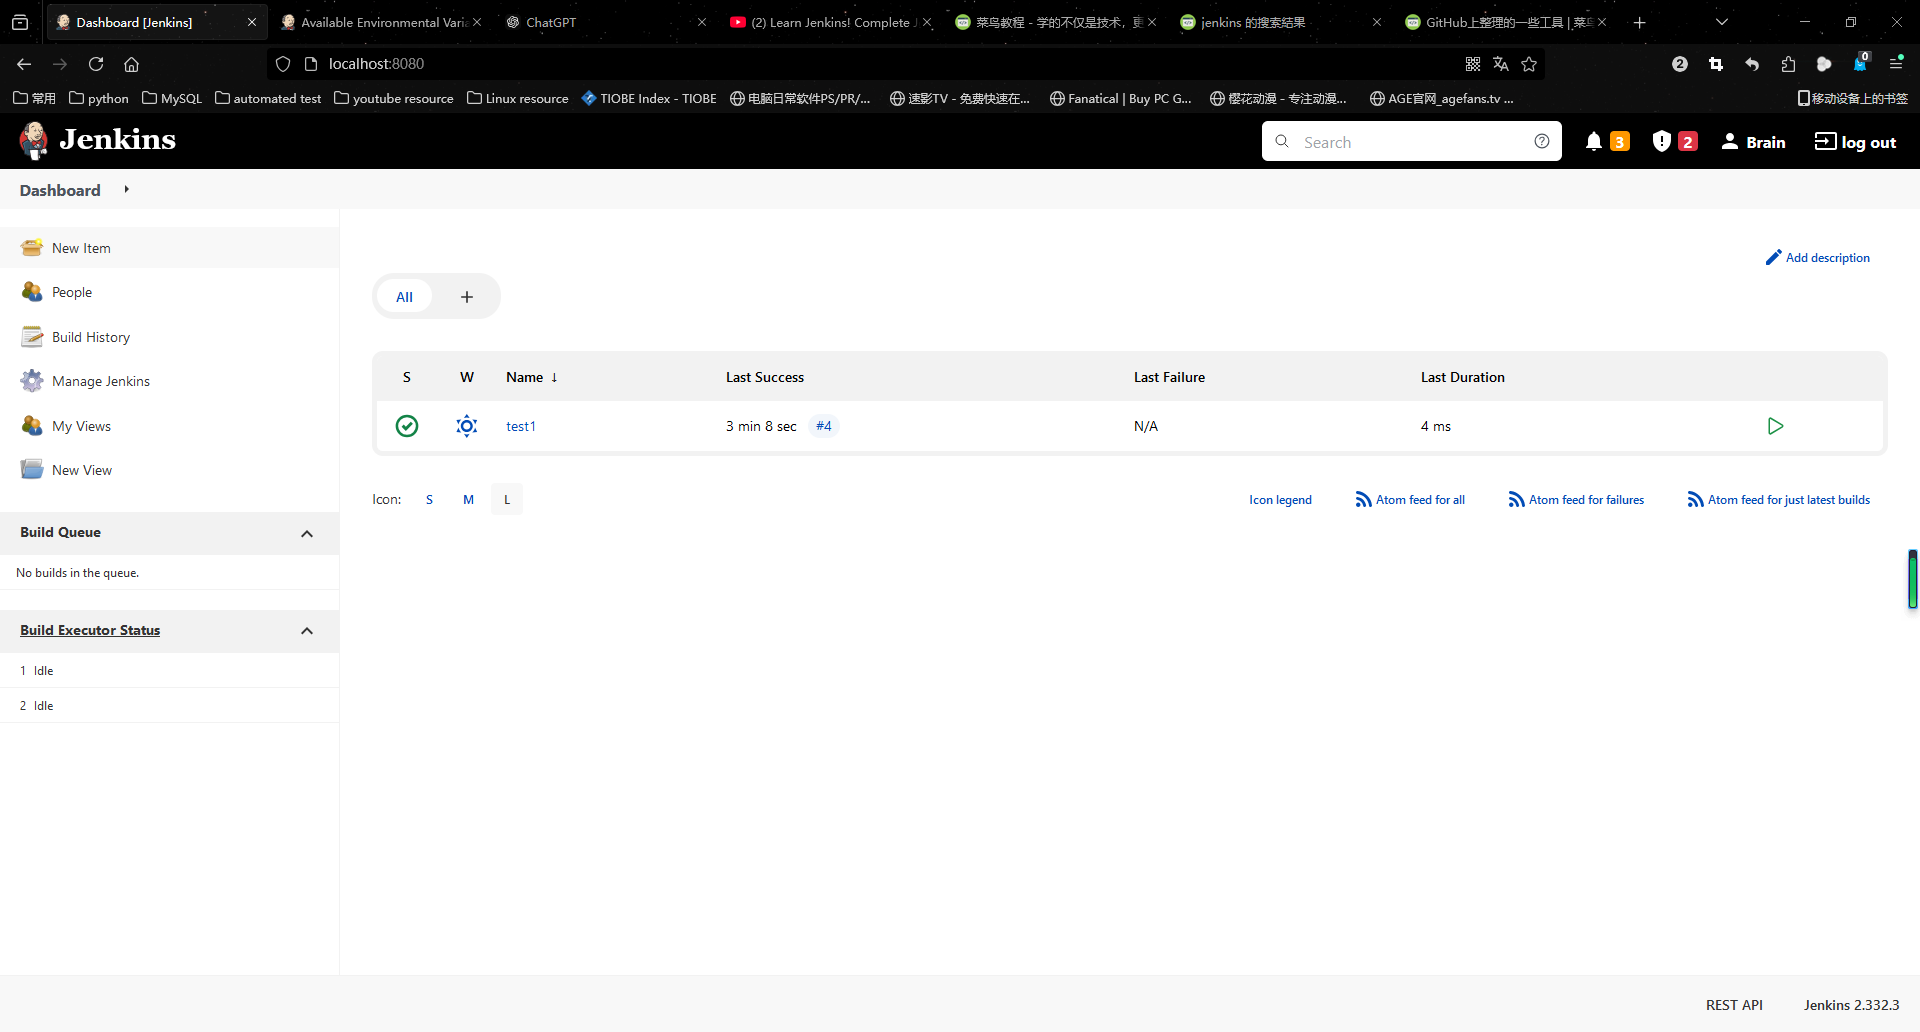 Dashboard [Jenkins]
Available Environmental Varia
ChatGPT
(2) Learn Jenkins! Complete J
菜鸟教程 - 学的不仅是技术，更
jenkins 的搜索结果
GitHub上整理的一些工具 | 菜鸟
localhost:8080
2
0
常用
python
MySQL
automated test
youtube resource
Linux resource
TIOBE Index - TIOBE
电脑日常软件PS/PR/...
速影TV - 免费快速在...
Fanatical | Buy PC G...
樱花动漫 - 专注动漫...
AGE官网_agefans.tv ...
移动设备上的书签
Jenkins
Search
3
2
Brain
log out
Dashboard
New Item
People
Build History
Manage Jenkins
My Views
New View
Build Queue
No builds in the queue.
Build Executor Status
1 Idle
2 Idle
Add description
All +
S W Name ↓ Last Success Last Failure Last Duration
test1 3 min 8 sec #4 N/A 4 ms
Icon: S M L
Icon legend
Atom feed for all
Atom feed for failures
Atom feed for just latest builds
REST API
Jenkins 2.332.3